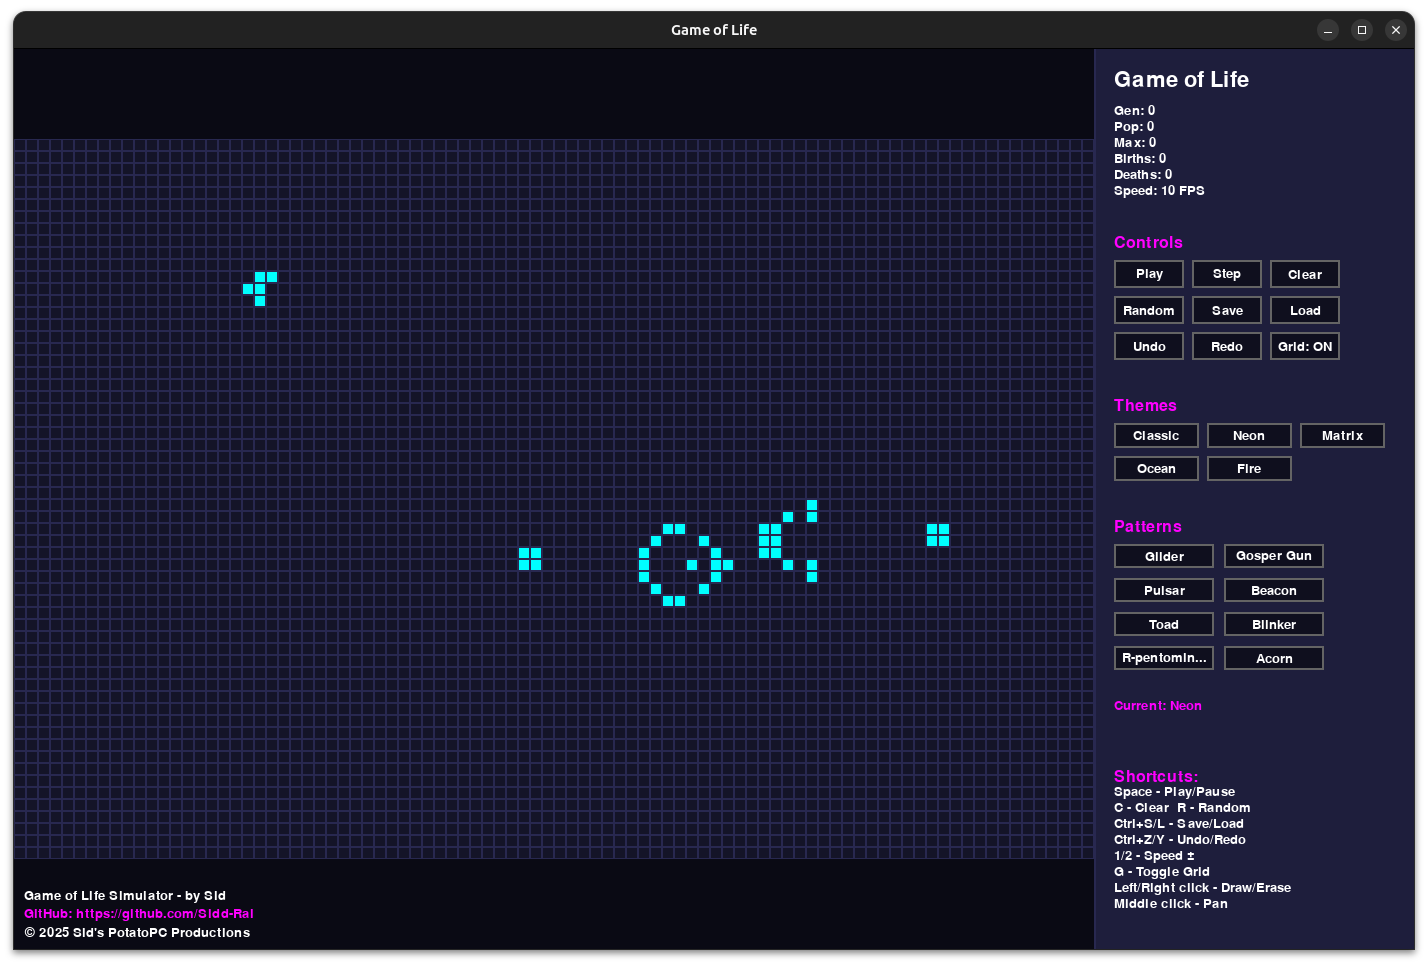 Game of Life
Game of Life
Gen: 0
Pop: 0
Max: 0
Births: 0
Deaths: 0
Speed: 10 FPS
Controls
Play Step Clear
Random Save Load
Undo Redo Grid: ON
Themes
Classic Neon Matrix
Ocean Fire
Patterns
Glider Gosper Gun
Pulsar Beacon
Toad Blinker
R-pentomin... Acorn
Current: Neon
Shortcuts:
Space - Play/Pause
C - Clear  R - Random
Ctrl+S/L - Save/Load
Ctrl+Z/Y - Undo/Redo
1/2 - Speed ±
G - Toggle Grid
Left/Right click - Draw/Erase
Middle click - Pan
Game of Life Simulator - by Sid
GitHub: https://github.com/Sidd-Rai
© 2025 Sid's PotatoPC Productions